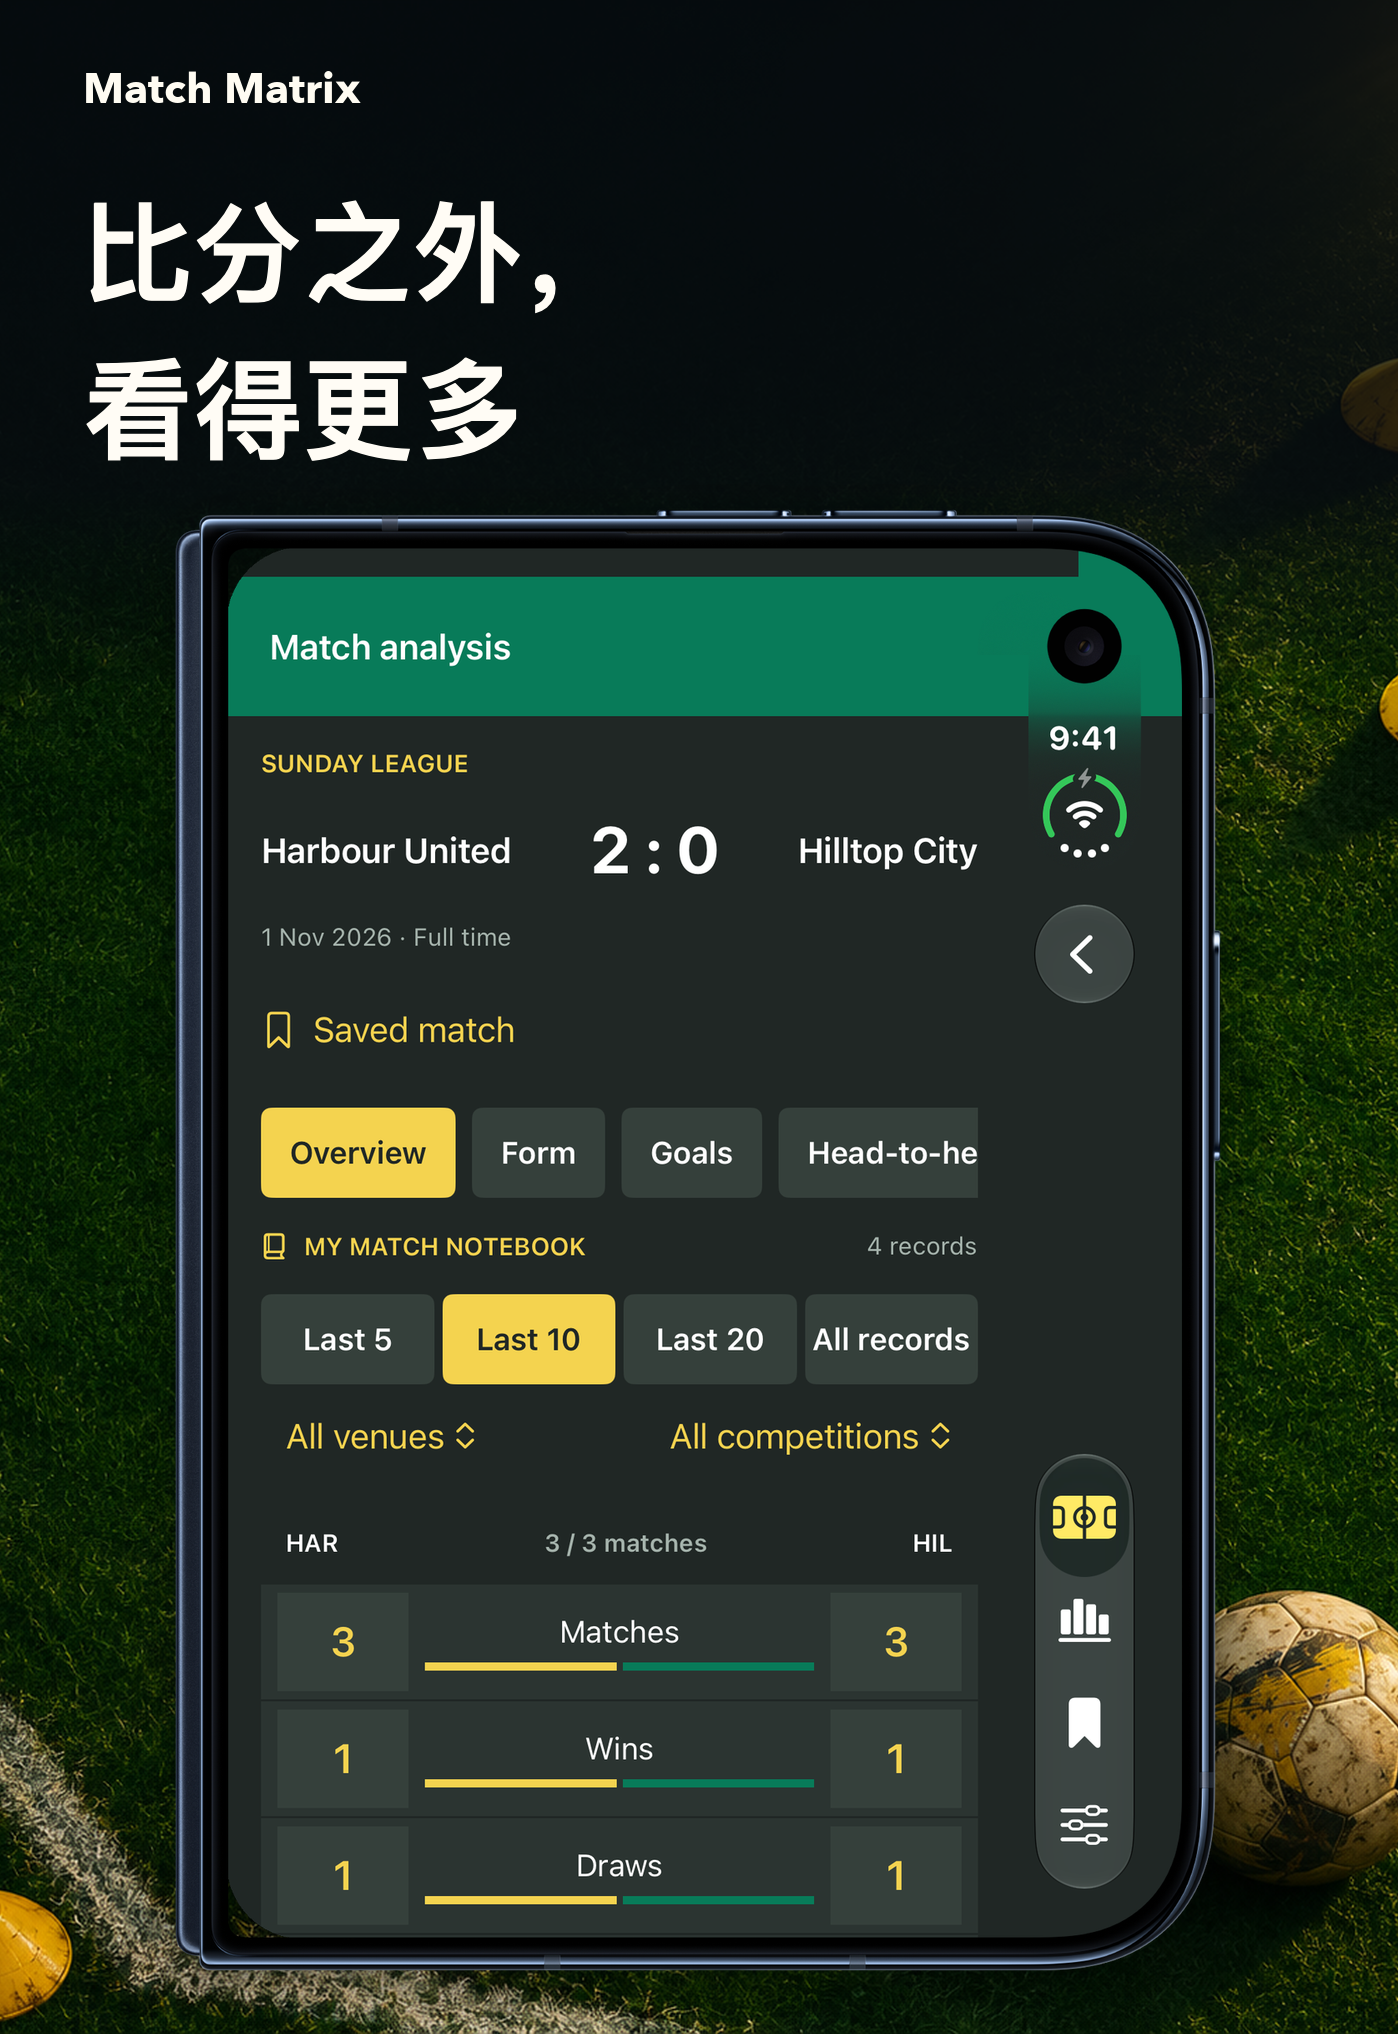 Match Matrix
比分之外，
看得更多
Match analysis
9:41
SUNDAY LEAGUE
Harbour United 2 : 0 Hilltop City
1 Nov 2026 · Full time
Saved match
Overview Form Goals Head-to-he
MY MATCH NOTEBOOK 4 records
Last 5 Last 10 Last 20 All records
All venues All competitions
HAR 3 / 3 matches HIL
3 Matches 3
1 Wins 1
1 Draws 1